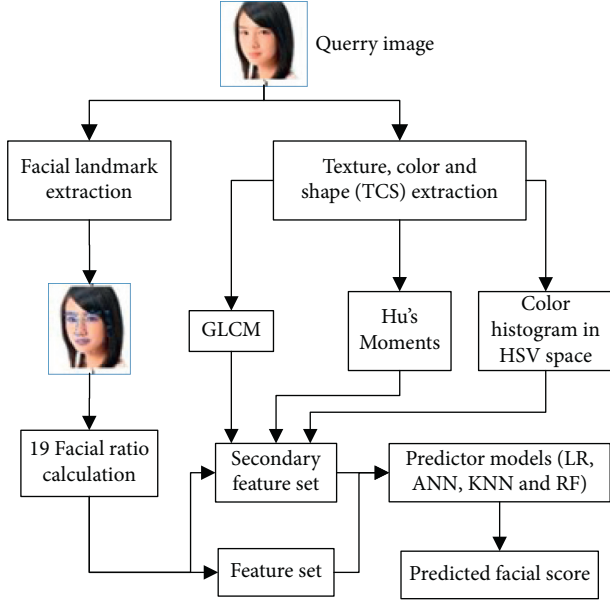 Querry image
Facial landmark
extraction
Texture, color and
shape (TCS) extraction
GLCM
Hu's
Moments
Color
histogram in
HSV space
19 Facial ratio
calculation
Secondary
feature set
Predictor models (LR,
ANN, KNN and RF)
Feature set
Predicted facial score